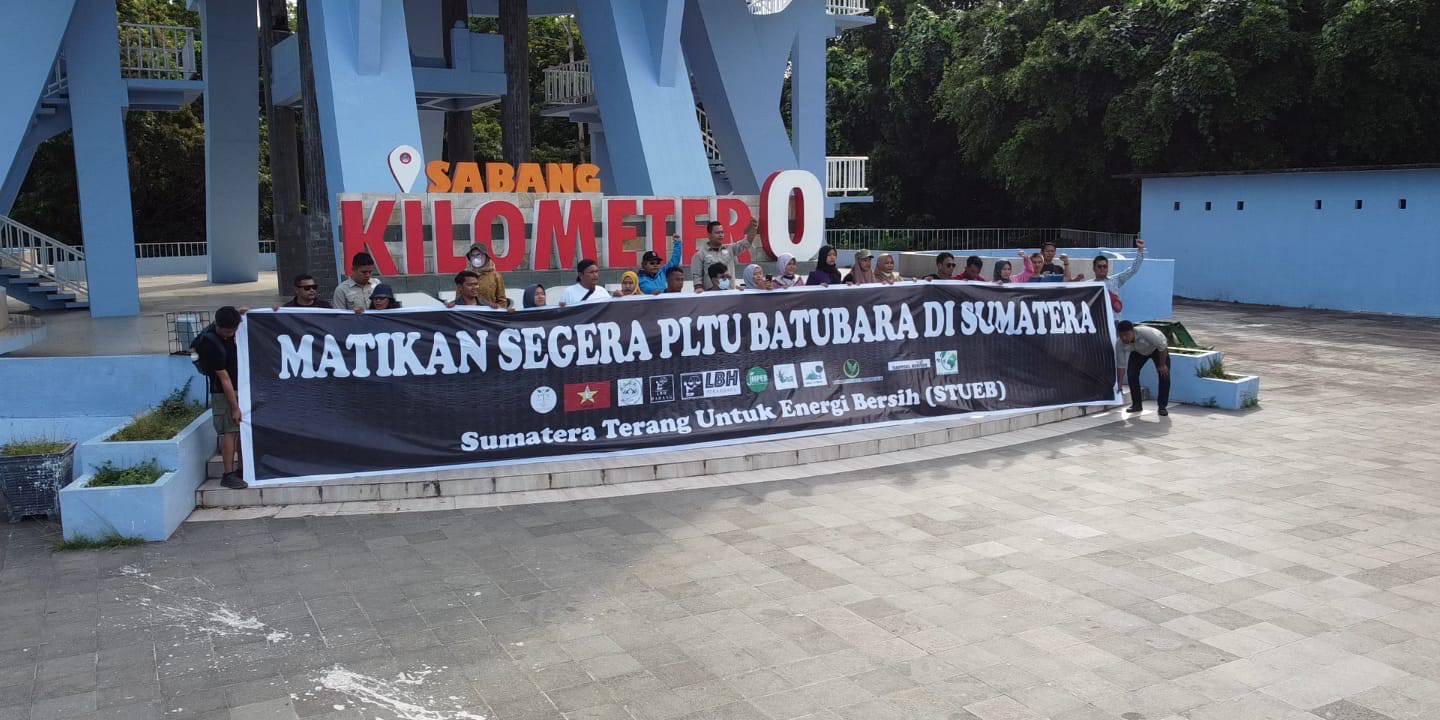 SABANG
KILOMETER 0
MATIKAN SEGERA PLTU BATUBARA DI SUMATERA
LBH
Sumatera Terang Untuk Energi Bersih (STUEB)